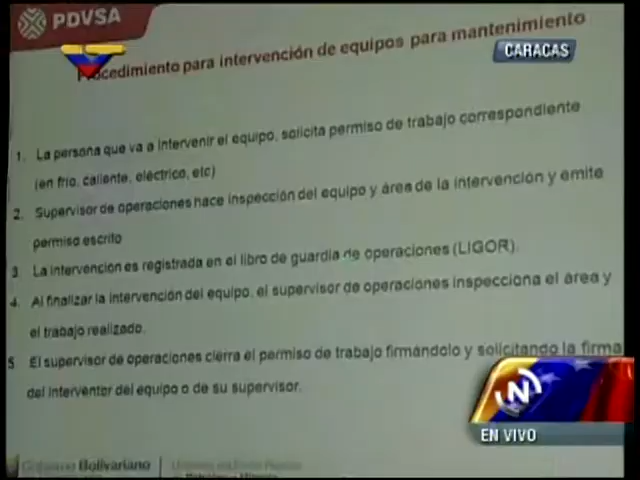 PDVSA
Procedimiento para intervención de equipos para mantenimiento
CARACAS
1. La persona que va a intervenir el equipo, solicita permiso de trabajo correspondiente
(en frío, caliente, eléctrico, etc)
2. Supervisor de operaciones hace inspección del equipo y área de la intervención y emite
permiso escrito
3. La intervención es registrada en el libro de guardia de operaciones (LIGOR).
4. Al finalizar la intervención del equipo, el supervisor de operaciones inspecciona el área y
el trabajo realizado.
5. El supervisor de operaciones cierra el permiso de trabajo firmándolo y solicitando la firma
del interventor del equipo o de su supervisor.
N
EN VIVO
Gobierno Bolivariano